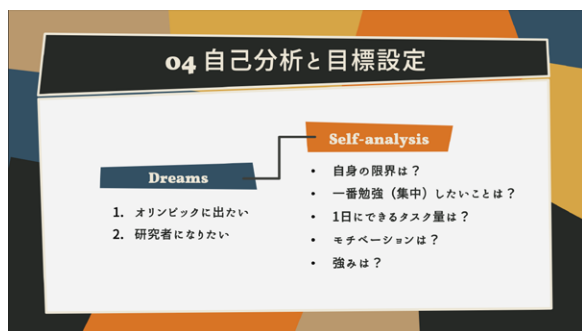 04 自己分析と目標設定
Dreams
1. オリンピックに出たい
2. 研究者になりたい
Self-analysis
• 自身の限界は？
• 一番勉強（集中）したいことは？
• 1日にできるタスク量は？
• モチベーションは？
• 強みは？